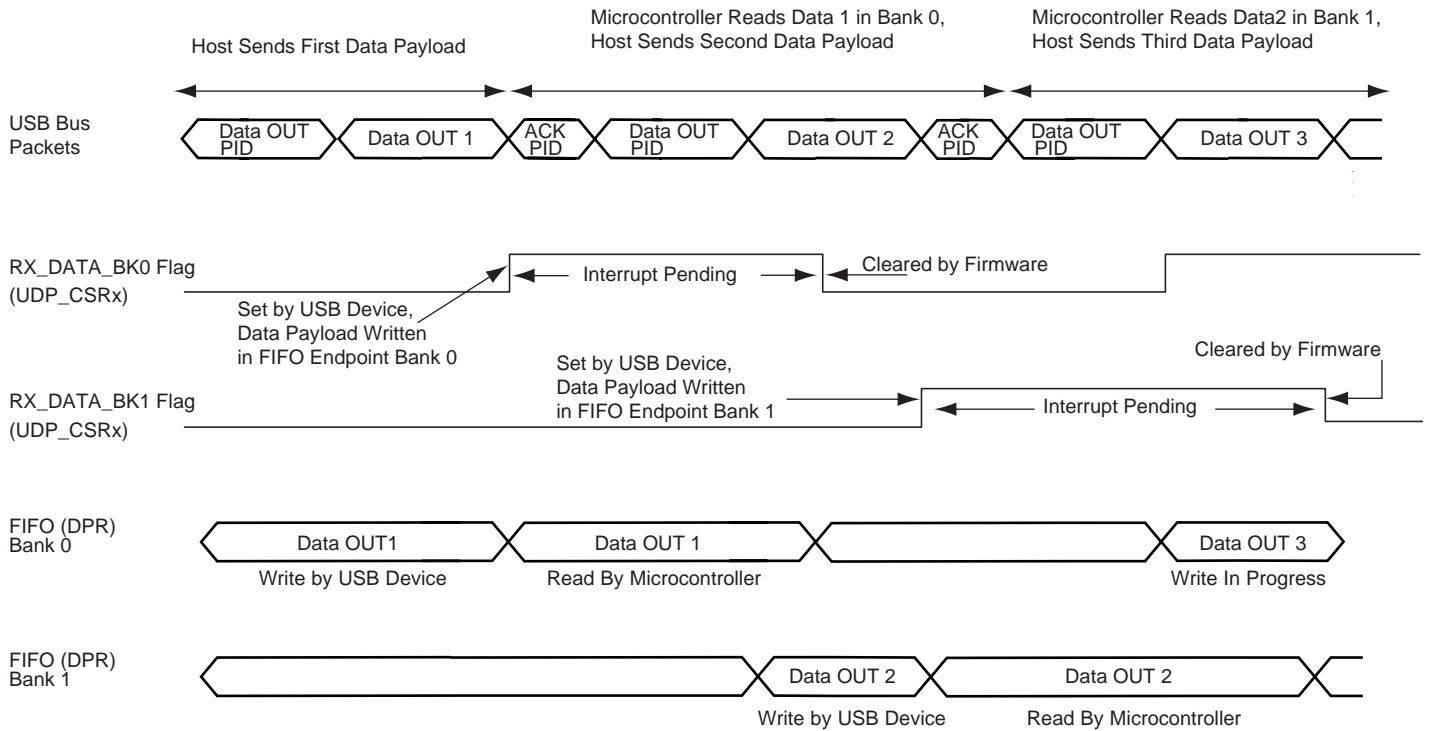 Host Sends First Data Payload
Microcontroller Reads Data 1 in Bank 0,
Host Sends Second Data Payload
Microcontroller Reads Data2 in Bank 1,
Host Sends Third Data Payload
USB Bus
Packets
Data OUT
PID
Data OUT 1
ACK
PID
Data OUT
PID
Data OUT 2
ACK
PID
Data OUT
PID
Data OUT 3
RX_DATA_BK0 Flag
(UDP_CSRx)
Interrupt Pending
Cleared by Firmware
Set by USB Device,
Data Payload Written
in FIFO Endpoint Bank 0
RX_DATA_BK1 Flag
(UDP_CSRx)
Set by USB Device,
Data Payload Written
in FIFO Endpoint Bank 1
Interrupt Pending
Cleared by Firmware
FIFO (DPR)
Bank 0
Data OUT1
Data OUT 1
Data OUT 3
Write by USB Device
Read By Microcontroller
Write In Progress
FIFO (DPR)
Bank 1
Data OUT 2
Data OUT 2
Write by USB Device
Read By Microcontroller